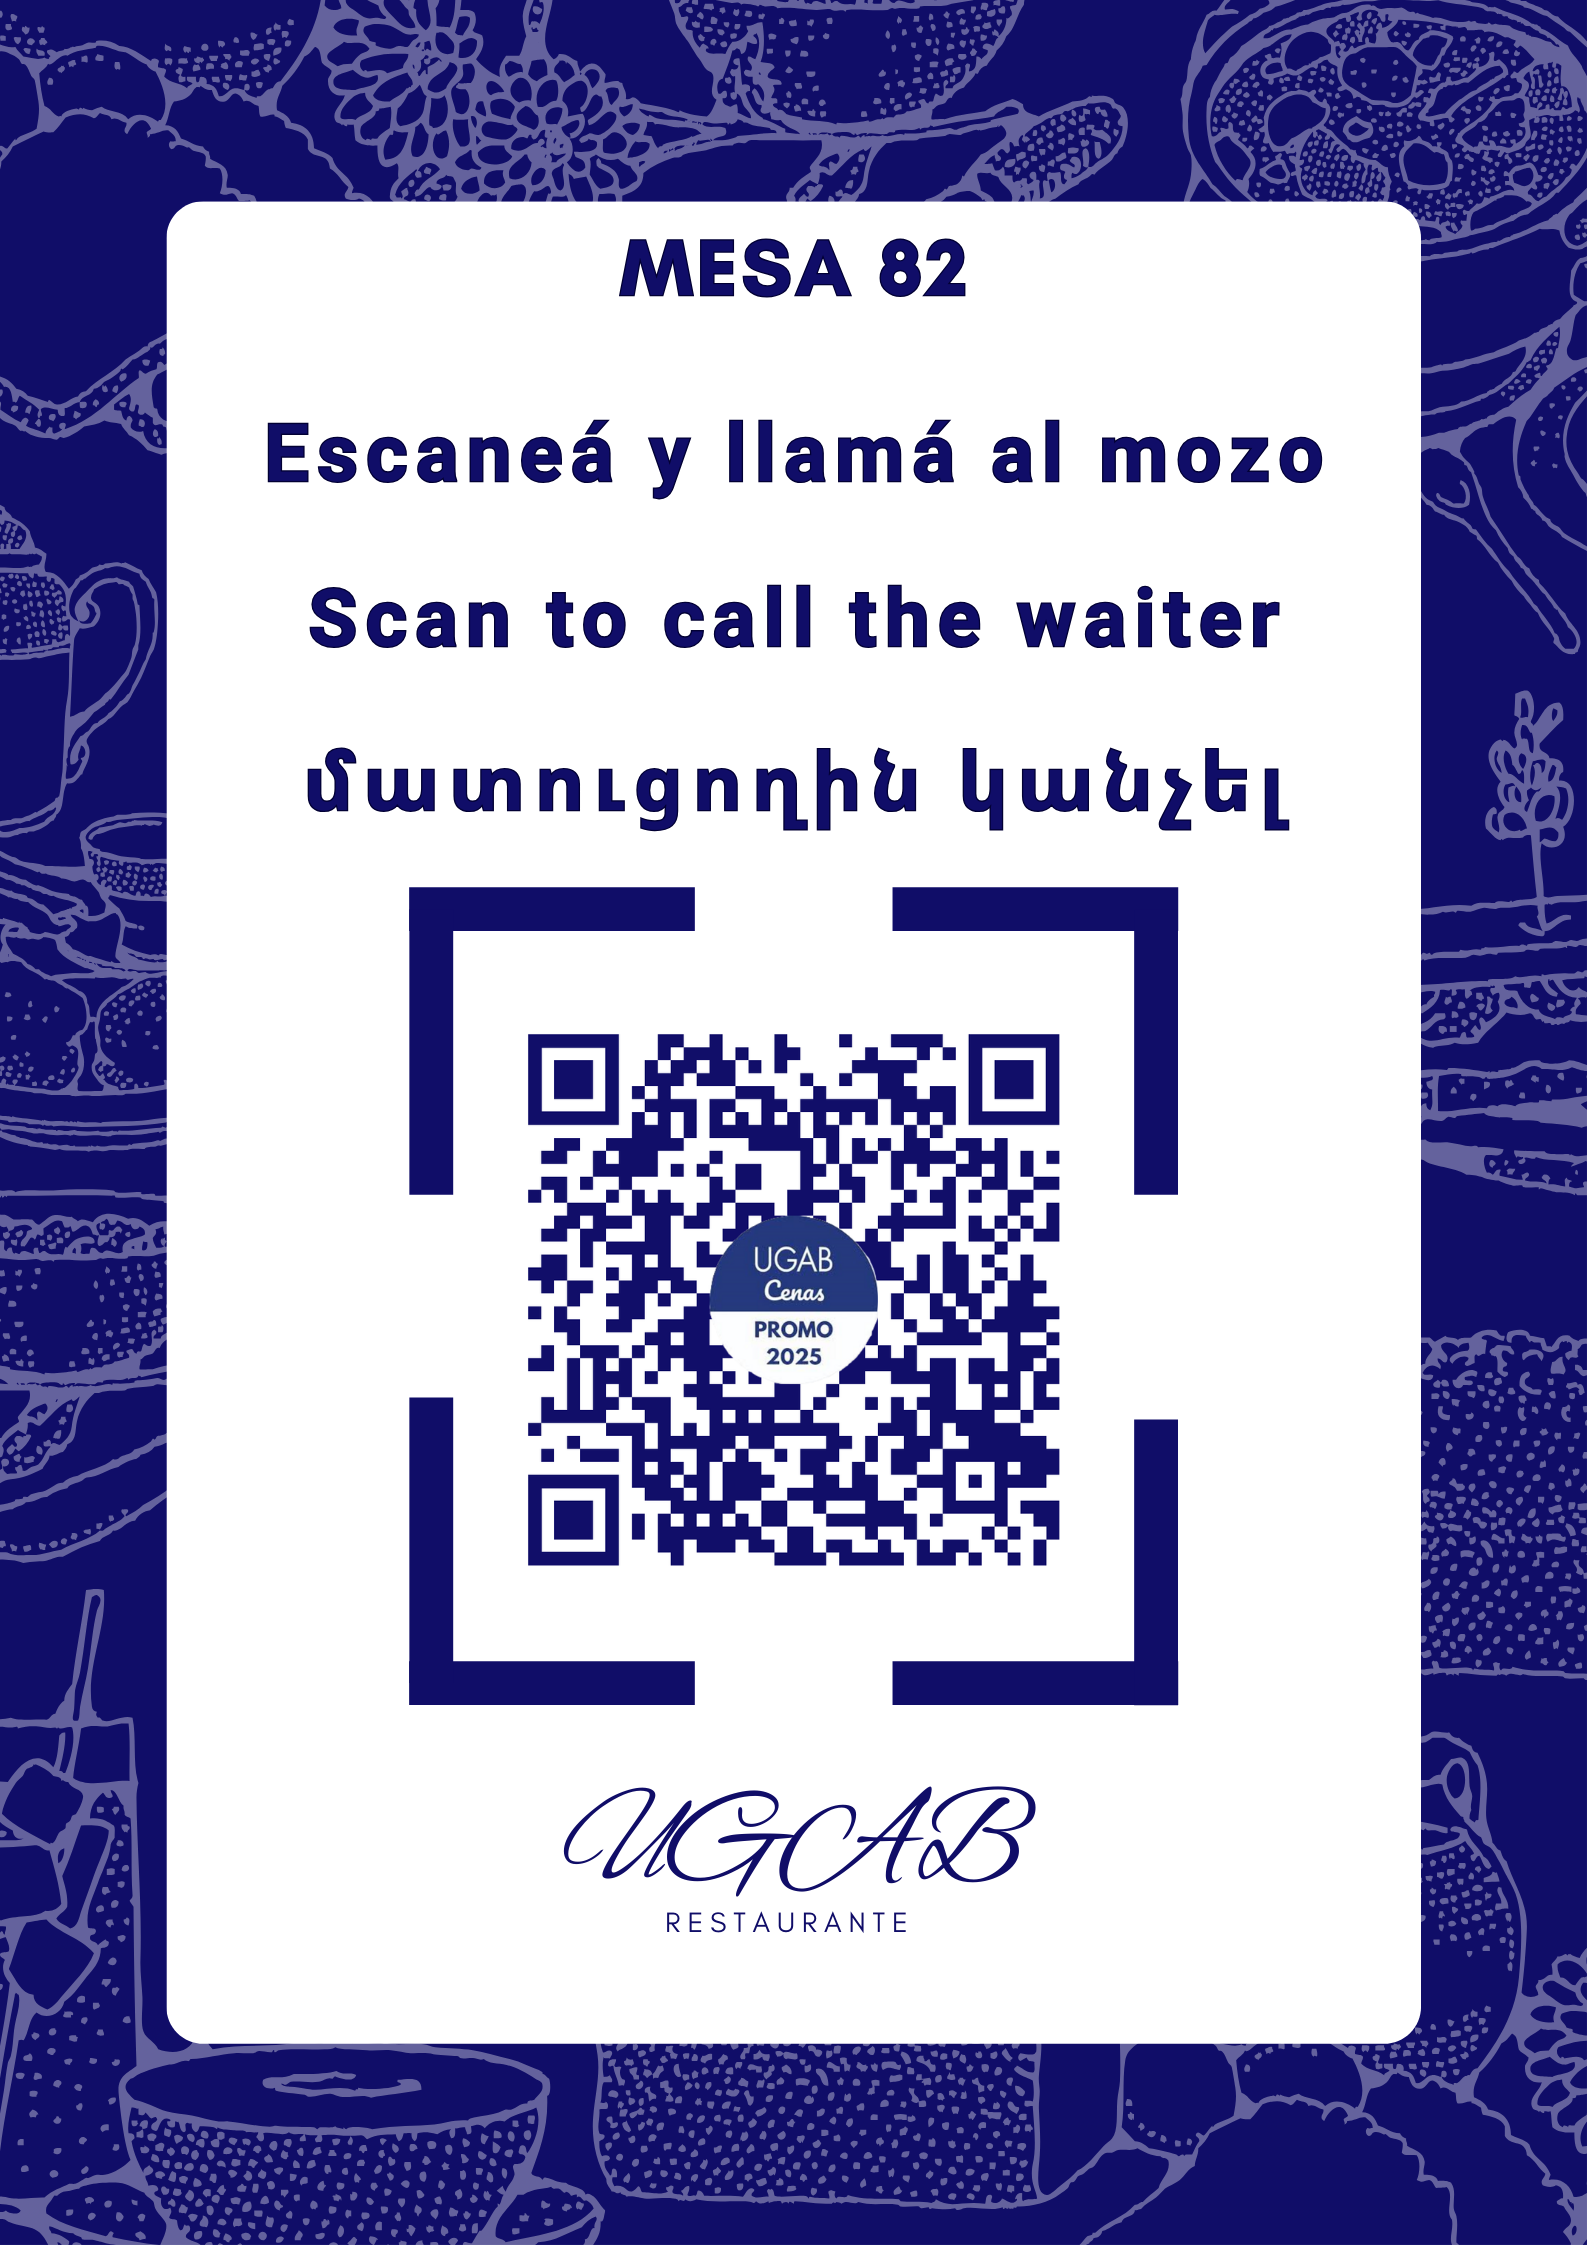 MESA 82
Escaneá y llamá al mozo
Scan to call the waiter
մատուցողին կանչել
UGAB
Cenas
PROMO
2025
UGAB
RESTAURANTE